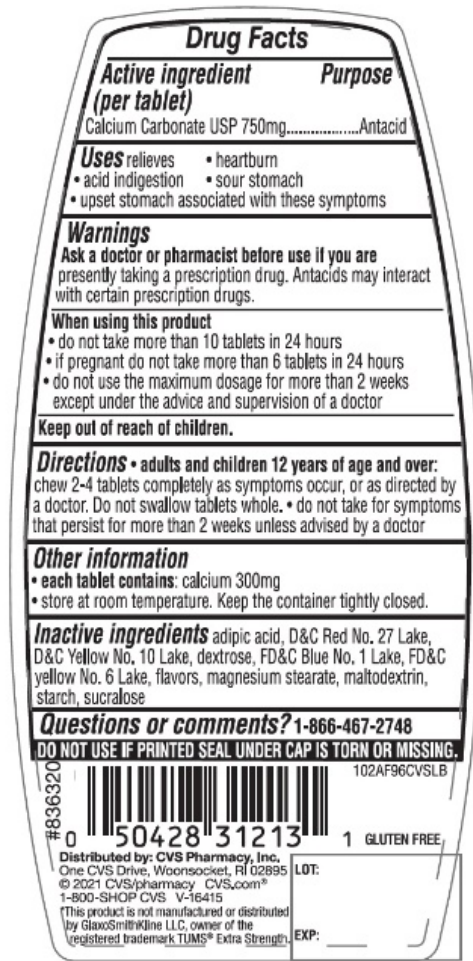 Drug Facts
Active ingredient Purpose
(per tablet)
Calcium Carbonate USP 750mg..................Antacid
Uses relieves • heartburn
• acid indigestion • sour stomach
• upset stomach associated with these symptoms
Warnings
Ask a doctor or pharmacist before use if you are
presently taking a prescription drug. Antacids may interact
with certain prescription drugs.
When using this product
• do not take more than 10 tablets in 24 hours
• if pregnant do not take more than 6 tablets in 24 hours
• do not use the maximum dosage for more than 2 weeks
except under the advice and supervision of a doctor
Keep out of reach of children.
Directions • adults and children 12 years of age and over:
chew 2-4 tablets completely as symptoms occur, or as directed by
a doctor. Do not swallow tablets whole. • do not take for symptoms
that persist for more than 2 weeks unless advised by a doctor
Other information
• each tablet contains: calcium 300mg
• store at room temperature. Keep the container tightly closed.
Inactive ingredients adipic acid, D&C Red No. 27 Lake,
D&C Yellow No. 10 Lake, dextrose, FD&C Blue No. 1 Lake, FD&C
yellow No. 6 Lake, flavors, magnesium stearate, maltodextrin,
starch, sucralose
Questions or comments? 1-866-467-2748
DO NOT USE IF PRINTED SEAL UNDER CAP IS TORN OR MISSING.
102AF96CVSLB
#836320
0 50428 31213 1 GLUTEN FREE
Distributed by: CVS Pharmacy, Inc.
One CVS Drive, Woonsocket, RI 02895
© 2021 CVS/pharmacy CVS.com®
1-800-SHOP CVS V-16415
*This product is not manufactured or distributed
by GlaxoSmithKline LLC, owner of the
registered trademark TUMS® Extra Strength.
LOT:
EXP: